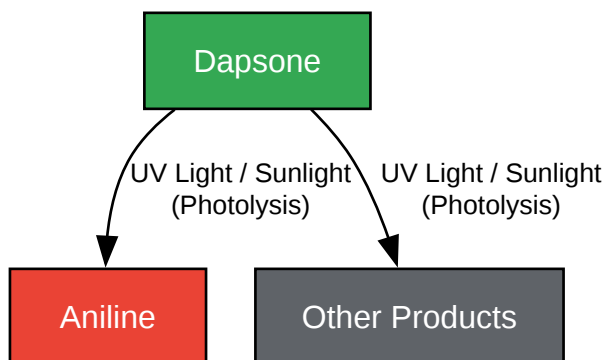 Dapsone
UV Light / Sunlight
(Photolysis)
UV Light / Sunlight
(Photolysis)
Aniline
Other Products